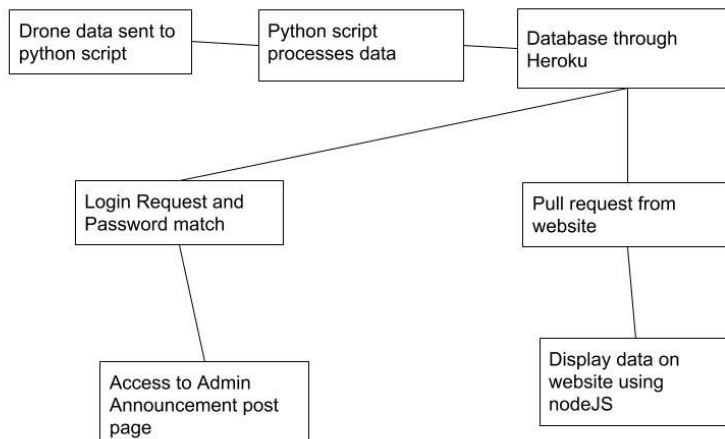 Drone data sent to
python script
Python script
processes data
Database through
Heroku
Login Request and
Password match
Pull request from
website
Access to Admin
Announcement post
page
Display data on
website using
nodeJS